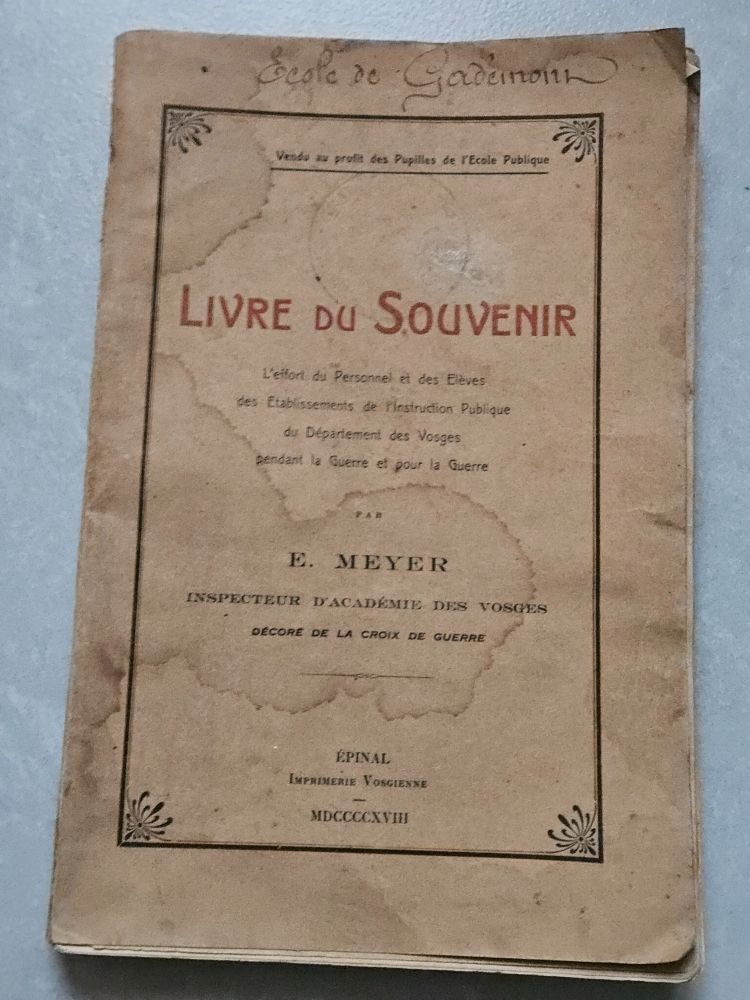 Ecole de Gadémont
Vendu au profit des Pupilles de l'Ecole Publique
LIVRE DU SOUVENIR
L'effort du Personnel et des Elèves
des Etablissements de l'Instruction Publique
du Département des Vosges
pendant la Guerre et pour la Guerre
PAR
E. MEYER
INSPECTEUR D'ACADÉMIE DES VOSGES
DÉCORÉ DE LA CROIX DE GUERRE
ÉPINAL
IMPRIMERIE VOSGIENNE
MDCCCCXVIII